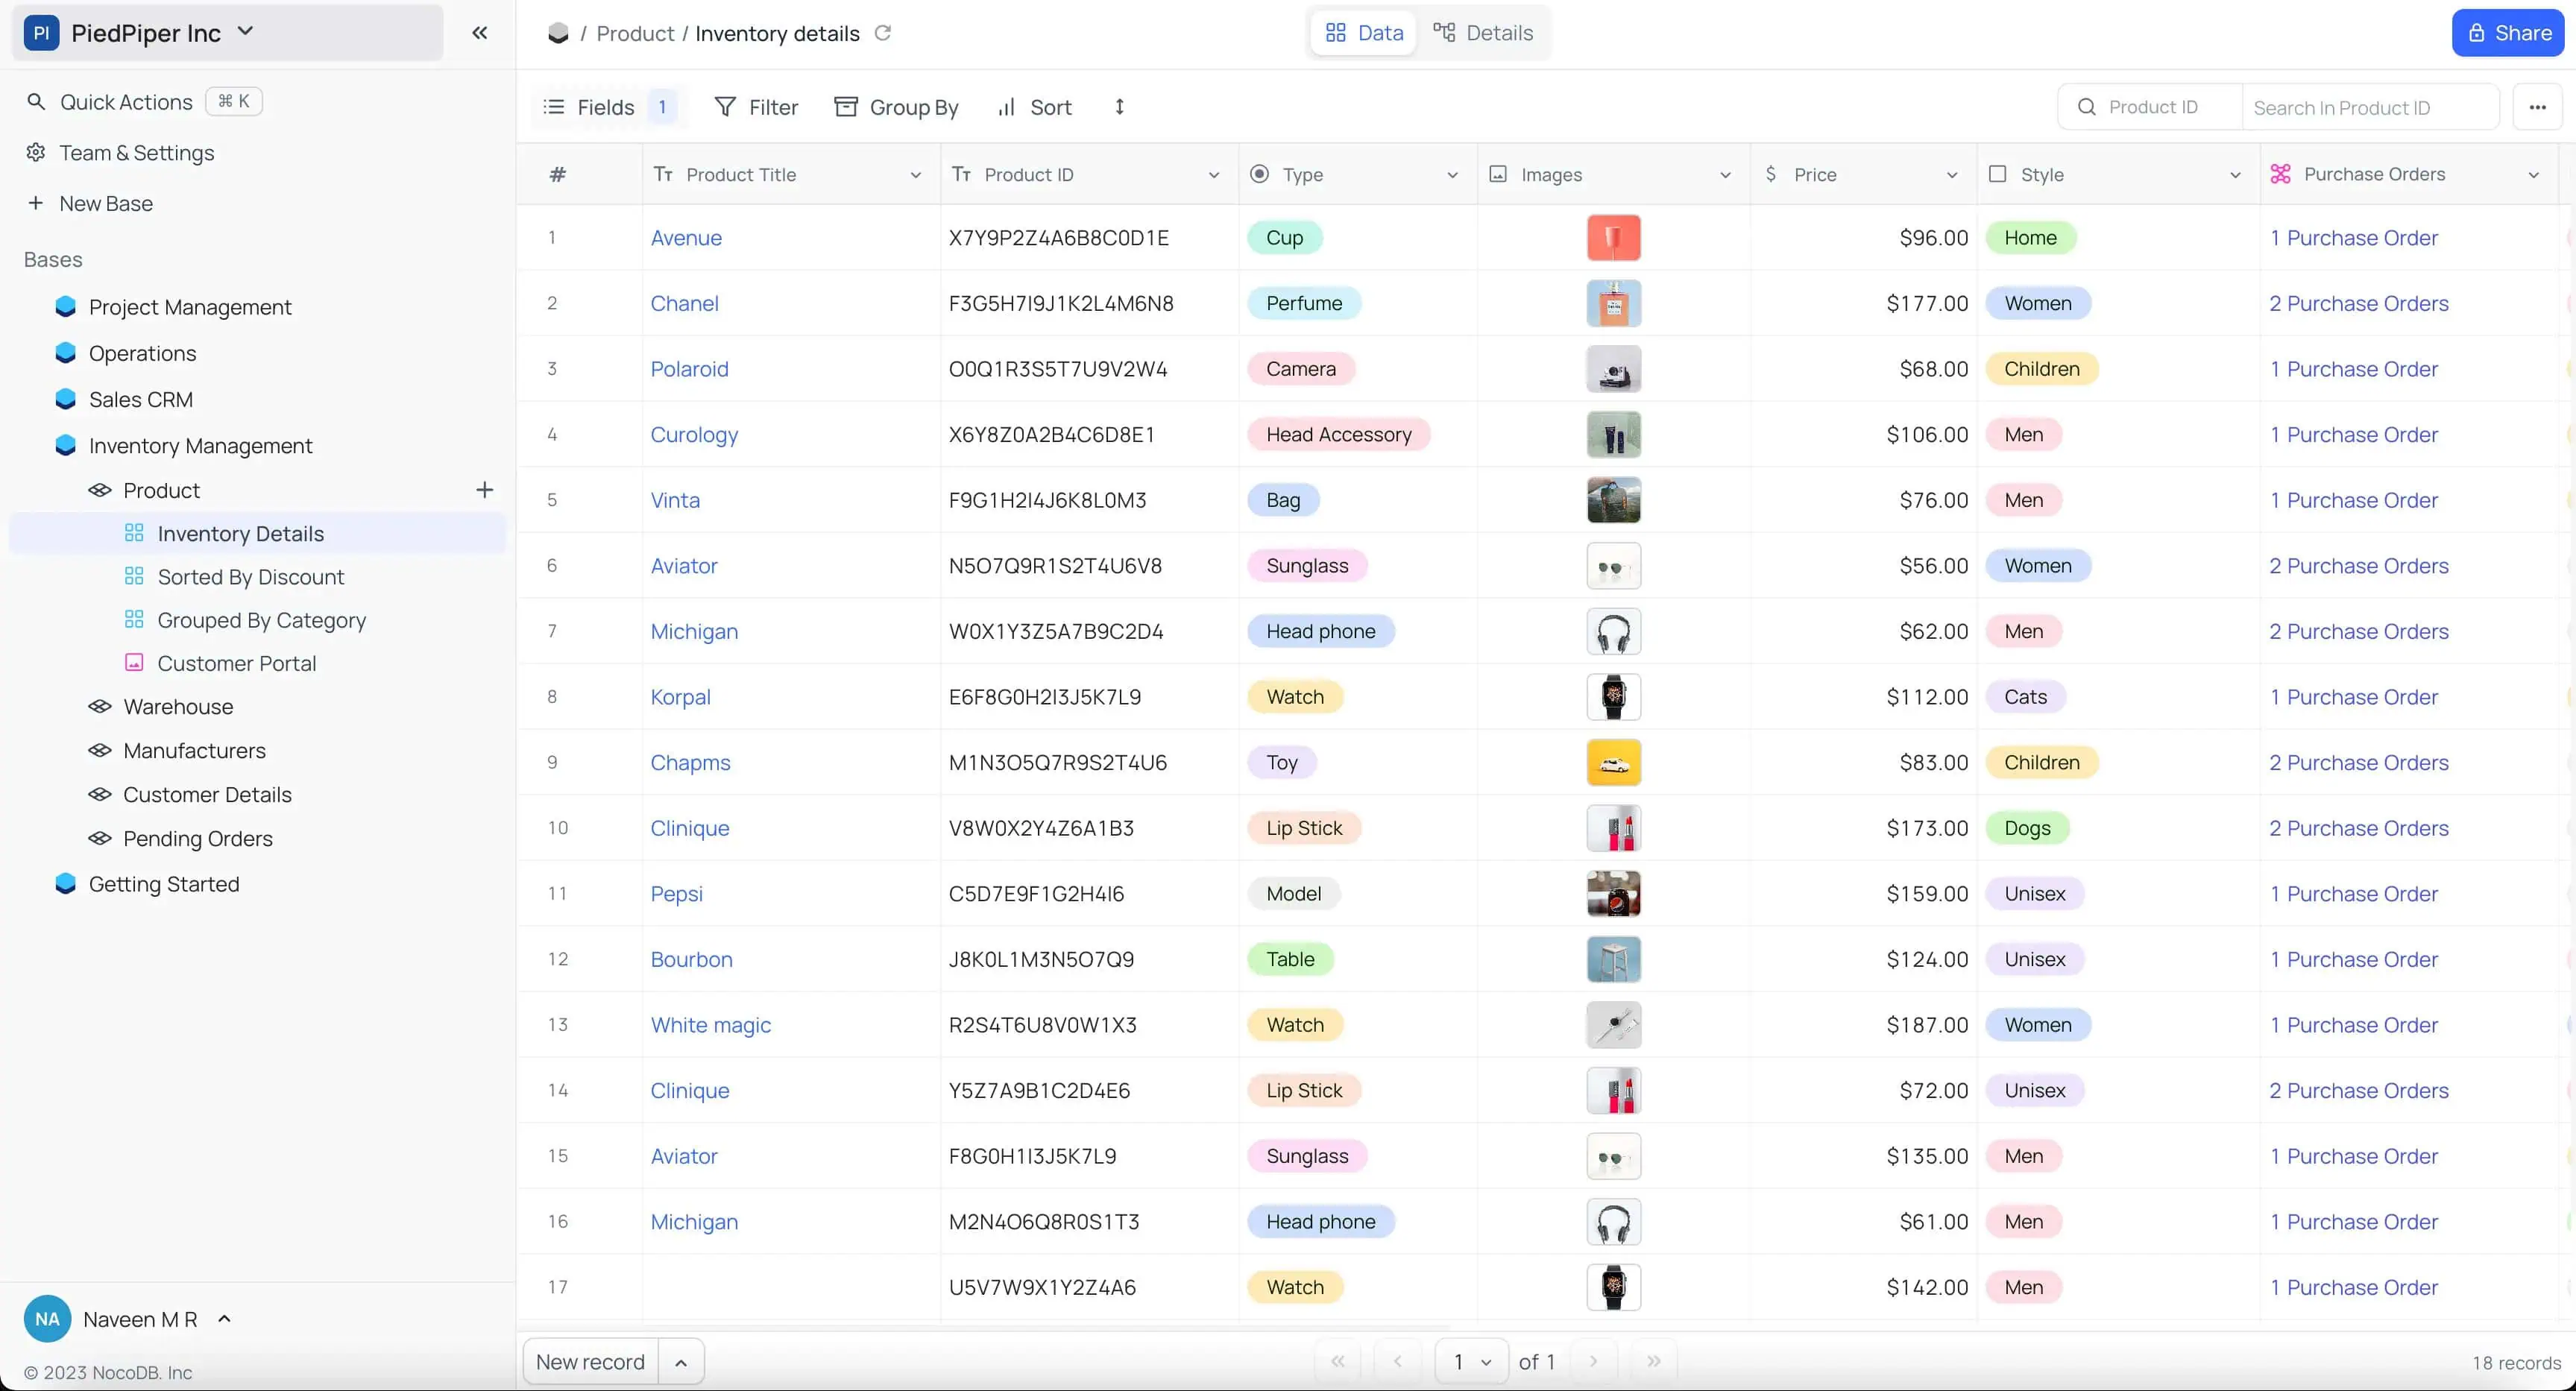 PI PiedPiper Inc
Quick Actions ⌘ K
Team & Settings
New Base
Bases
Project Management
Operations
Sales CRM
Inventory Management
Product
Inventory Details
Sorted By Discount
Grouped By Category
Customer Portal
Warehouse
Manufacturers
Customer Details
Pending Orders
Getting Started
NA Naveen M R
© 2023 NocoDB. Inc
/ Product / Inventory details
Data Details
Share
Fields 1 Filter Group By Sort
Product ID Search In Product ID
# Product Title Product ID Type Images $ Price Style Purchase Orders
1 Avenue X7Y9P2Z4A6B8C0D1E Cup $96.00 Home 1 Purchase Order
2 Chanel F3G5H7I9J1K2L4M6N8 Perfume $177.00 Women 2 Purchase Orders
3 Polaroid O0Q1R3S5T7U9V2W4 Camera $68.00 Children 1 Purchase Order
4 Curology X6Y8Z0A2B4C6D8E1 Head Accessory $106.00 Men 1 Purchase Order
5 Vinta F9G1H2I4J6K8L0M3 Bag $76.00 Men 1 Purchase Order
6 Aviator N5O7Q9R1S2T4U6V8 Sunglass $56.00 Women 2 Purchase Orders
7 Michigan W0X1Y3Z5A7B9C2D4 Head phone $62.00 Men 2 Purchase Orders
8 Korpal E6F8G0H2I3J5K7L9 Watch $112.00 Cats 1 Purchase Order
9 Chapms M1N3O5Q7R9S2T4U6 Toy $83.00 Children 2 Purchase Orders
10 Clinique V8W0X2Y4Z6A1B3 Lip Stick $173.00 Dogs 2 Purchase Orders
11 Pepsi C5D7E9F1G2H4I6 Model $159.00 Unisex 1 Purchase Order
12 Bourbon J8K0L1M3N5O7Q9 Table $124.00 Unisex 1 Purchase Order
13 White magic R2S4T6U8V0W1X3 Watch $187.00 Women 1 Purchase Order
14 Clinique Y5Z7A9B1C2D4E6 Lip Stick $72.00 Unisex 2 Purchase Orders
15 Aviator F8G0H1I3J5K7L9 Sunglass $135.00 Men 1 Purchase Order
16 Michigan M2N4O6Q8R0S1T3 Head phone $61.00 Men 1 Purchase Order
17 U5V7W9X1Y2Z4A6 Watch $142.00 Men 1 Purchase Order
New record
1 of 1
18 records